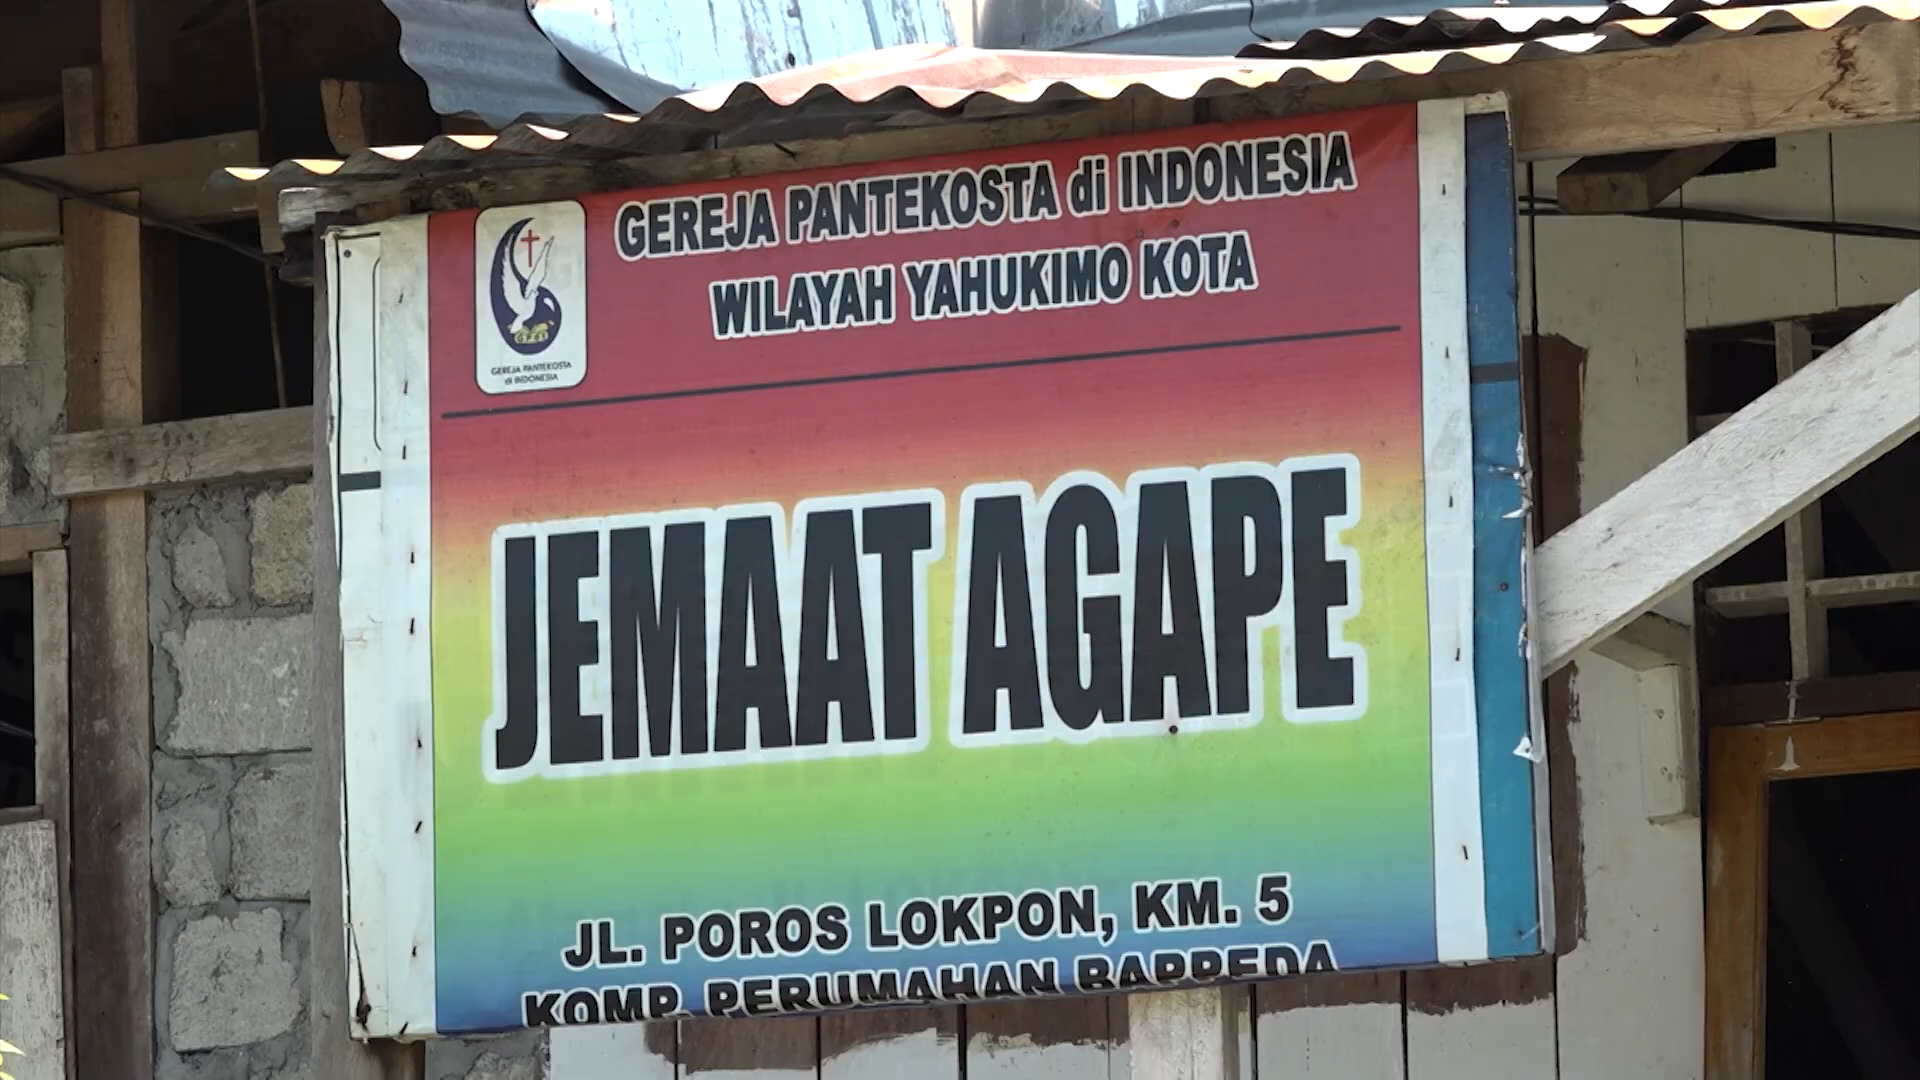 GEREJA PANTEKOSTA di INDONESIA
WILAYAH YAHUKIMO KOTA
GPdI
GEREJA PANTEKOSTA
di INDONESIA
JEMAAT AGAPE
JL. POROS LOKPON, KM. 5
KOMP. PERUMAHAN BAPPEDA